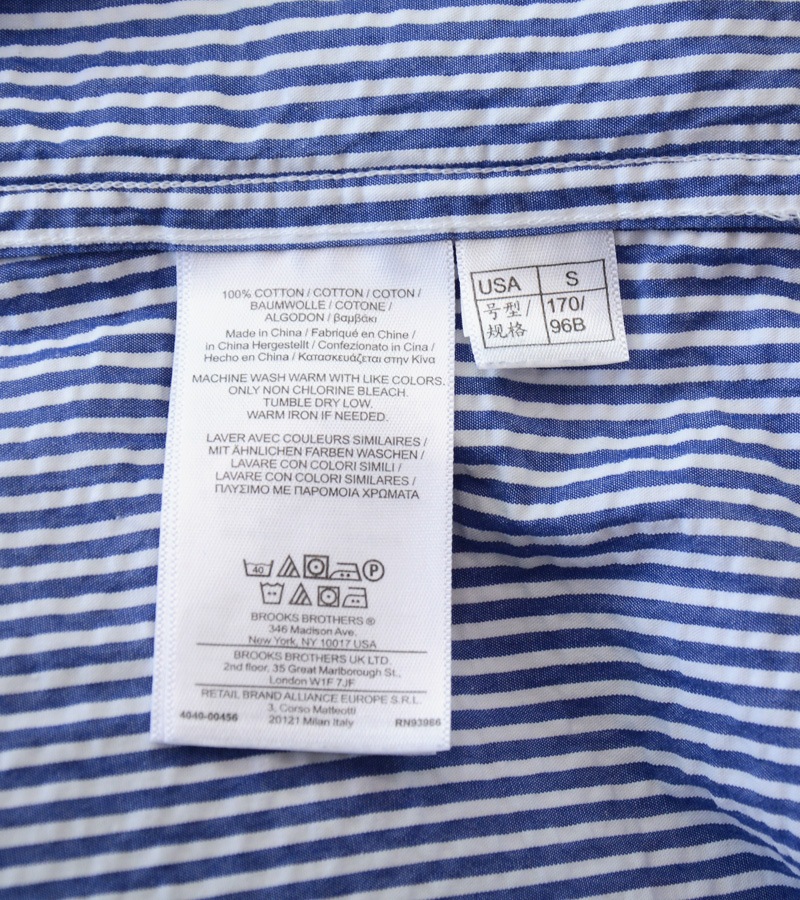 100% COTTON / COTTON / COTON /
BAUMWOLLE / COTONE /
ALGODON / βαμβάκι
Made in China / Fabriqué en Chine /
in China Hergestellt / Confezionato in Cina /
Hecho en China / Κατασκευάζεται στην Κίνα
MACHINE WASH WARM WITH LIKE COLORS.
ONLY NON CHLORINE BLEACH.
TUMBLE DRY LOW.
WARM IRON IF NEEDED.
LAVER AVEC COULEURS SIMILAIRES /
MIT ÄHNLICHEN FARBEN WASCHEN /
LAVARE CON COLORI SIMILI /
LAVARE CON COLORI SIMILARES /
ΠΛΥΣΙΜΟ ΜΕ ΠΑΡΟΜΟΙΑ ΧΡΩΜΑΤΑ
40 P
BROOKS BROTHERS ®
346 Madison Ave.
New York, NY 10017 USA
BROOKS BROTHERS UK LTD
2nd floor, 35 Great Marlborough St.,
London W1F 7JF
RETAIL BRAND ALLIANCE EUROPE S.R.L.
3, Corso Matteotti
4040-00456 20121 Milan Italy RN93986
USA S
号型/ 170/
规格 96B